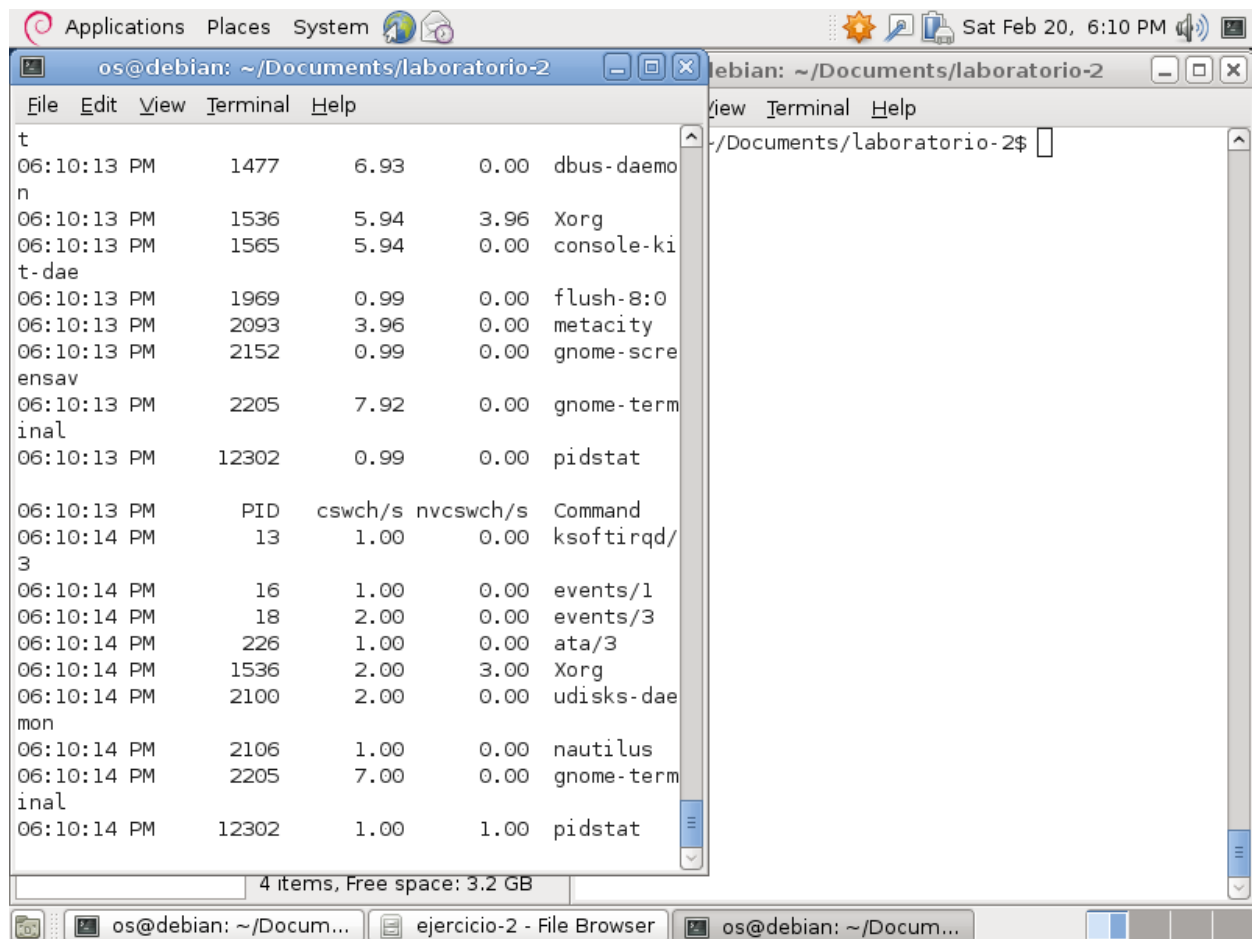 Applications Places System Sat Feb 20, 6:10 PM
os@debian: ~/Documents/laboratorio-2
File Edit View Terminal Help
t
06:10:13 PM 1477 6.93 0.00 dbus-daemo
n
06:10:13 PM 1536 5.94 3.96 Xorg
06:10:13 PM 1565 5.94 0.00 console-ki
t-dae
06:10:13 PM 1969 0.99 0.00 flush-8:0
06:10:13 PM 2093 3.96 0.00 metacity
06:10:13 PM 2152 0.99 0.00 gnome-scre
ensav
06:10:13 PM 2205 7.92 0.00 gnome-term
inal
06:10:13 PM 12302 0.99 0.00 pidstat
06:10:13 PM PID cswch/s nvcswch/s Command
06:10:14 PM 13 1.00 0.00 ksoftirqd/
3
06:10:14 PM 16 1.00 0.00 events/1
06:10:14 PM 18 2.00 0.00 events/3
06:10:14 PM 226 1.00 0.00 ata/3
06:10:14 PM 1536 2.00 3.00 Xorg
06:10:14 PM 2100 2.00 0.00 udisks-dae
mon
06:10:14 PM 2106 1.00 0.00 nautilus
06:10:14 PM 2205 7.00 0.00 gnome-term
inal
06:10:14 PM 12302 1.00 1.00 pidstat
lebian: ~/Documents/laboratorio-2
View Terminal Help
~/Documents/laboratorio-2$
4 items, Free space: 3.2 GB
os@debian: ~/Docum... ejercicio-2 - File Browser os@debian: ~/Docum...